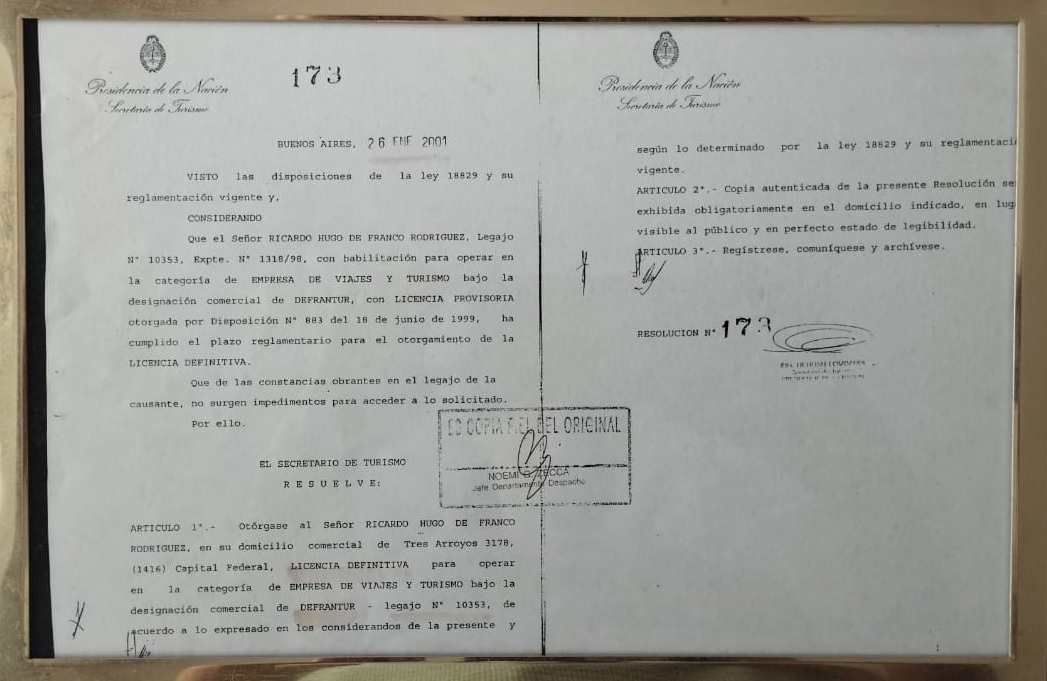 Presidencia de la Nación
Secretaría de Turismo
173
BUENOS AIRES, 26 ENE 2001
VISTO las disposiciones de la ley 18829 y su
reglamentación vigente y,
CONSIDERANDO
Que el Señor RICARDO HUGO DE FRANCO RODRIGUEZ, Legajo
N° 10353, Expte. N° 1318/98, con habilitación para operar en
la categoría de EMPRESA DE VIAJES Y TURISMO bajo la
designación comercial de DEFRANTUR, con LICENCIA PROVISORIA
otorgada por Disposición N° 883 del 18 de junio de 1999, ha
cumplido el plazo reglamentario para el otorgamiento de la
LICENCIA DEFINITIVA.
Que de las constancias obrantes en el legajo de la
causante, no surgen impedimentos para acceder a lo solicitado.
Por ello.
EL SECRETARIO DE TURISMO
R E S U E L V E:
ARTICULO 1°.- Otórgase al Señor RICARDO HUGO DE FRANCO
RODRIGUEZ, en su domicilio comercial de Tres Arroyos 3178,
(1416) Capital Federal, LICENCIA DEFINITIVA para operar
en la categoría de EMPRESA DE VIAJES Y TURISMO bajo la
designación comercial de DEFRANTUR - legajo N° 10353, de
acuerdo a lo expresado en los considerandos de la presente y
ES COPIA FIEL DEL ORIGINAL
NOEMI G. ZECCA
Jefe Departamento Despacho
Presidencia de la Nación
Secretaría de Turismo
según lo determinado por la ley 18829 y su reglamentaci
vigente.
ARTICULO 2°.- Copia autenticada de la presente Resolución se
exhibida obligatoriamente en el domicilio indicado, en lug
visible al público y en perfecto estado de legibilidad.
ARTICULO 3°.- Regístrese, comuníquese y archívese.
RESOLUCION N° 173